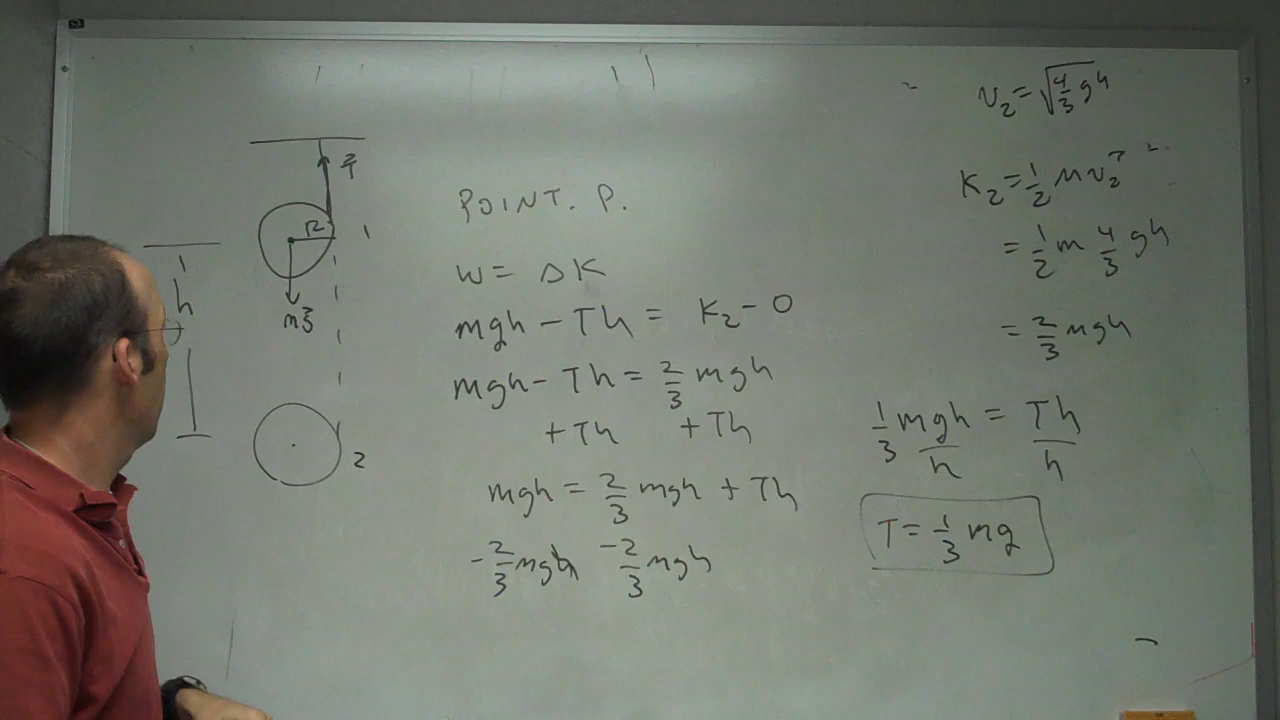 T
R
1
mg
h
2
POINT. P.
W = ΔK
mgh - Th = K₂ - 0
mgh - Th = 2/3 mgh
+Th +Th
mgh = 2/3 mgh + Th
-2/3 mgh -2/3 mgh
v₂ = √(4/3 gh)
K₂ = 1/2 m v₂²
= 1/2 m 4/3 gh
= 2/3 mgh
1/3 mgh/h = Th/h
T = 1/3 mg